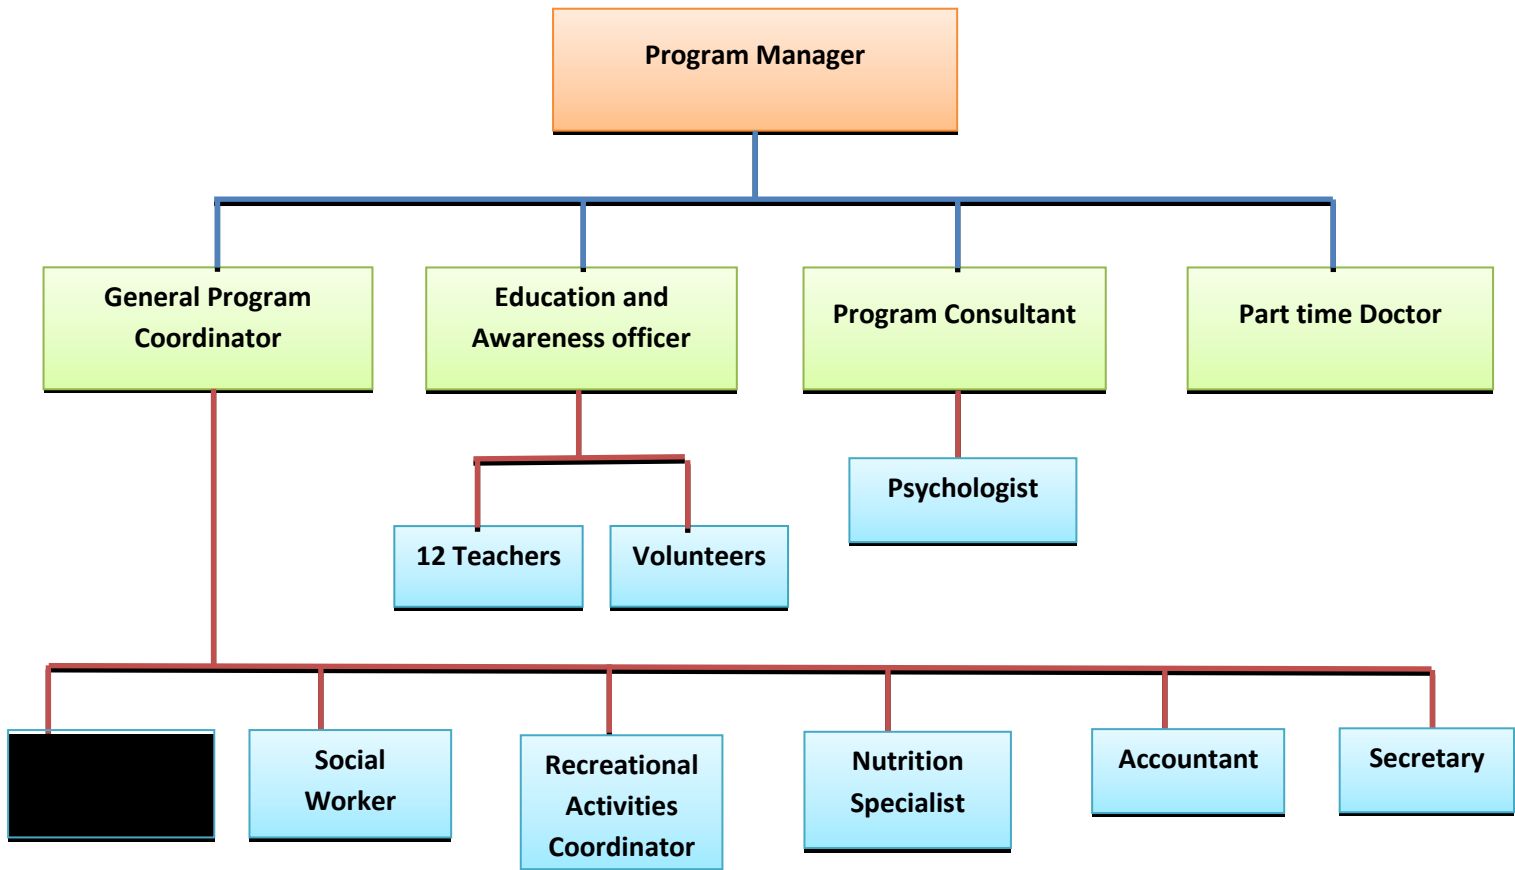 Program Manager
General Program
Coordinator
Education and
Awareness officer
Program Consultant
Part time Doctor
Psychologist
12 Teachers
Volunteers
Social
Worker
Recreational
Activities
Coordinator
Nutrition
Specialist
Accountant
Secretary